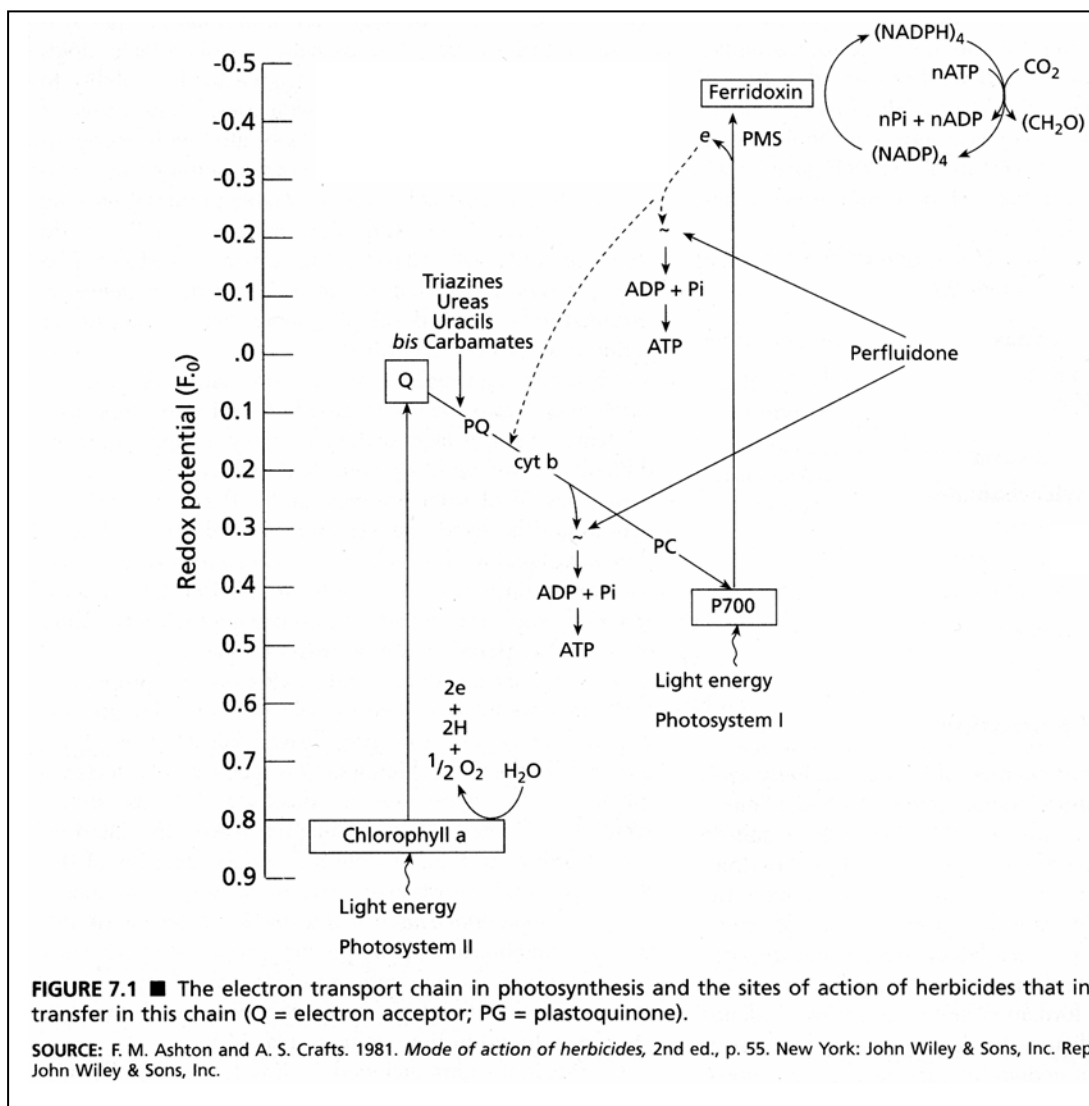 (NADPH)4
nATP
CO2
nPi + nADP
(CH2O)
(NADP)4
-0.5
-0.4
-0.3
-0.2
-0.1
.0
0.1
0.2
0.3
0.4
0.5
0.6
0.7
0.8
0.9
Redox potential (F.0)
Ferridoxin
e
PMS
~
ADP + Pi
ATP
Perfluidone
Triazines
Ureas
Uracils
bis Carbamates
Q
PQ
cyt b
~
ADP + Pi
ATP
PC
P700
Light energy
Photosystem I
2e
+
2H
+
1/2 O2
H2O
Chlorophyll a
Light energy
Photosystem II
FIGURE 7.1 ■ The electron transport chain in photosynthesis and the sites of action of herbicides that in
transfer in this chain (Q = electron acceptor; PG = plastoquinone).
SOURCE: F. M. Ashton and A. S. Crafts. 1981. Mode of action of herbicides, 2nd ed., p. 55. New York: John Wiley & Sons, Inc. Rep
John Wiley & Sons, Inc.